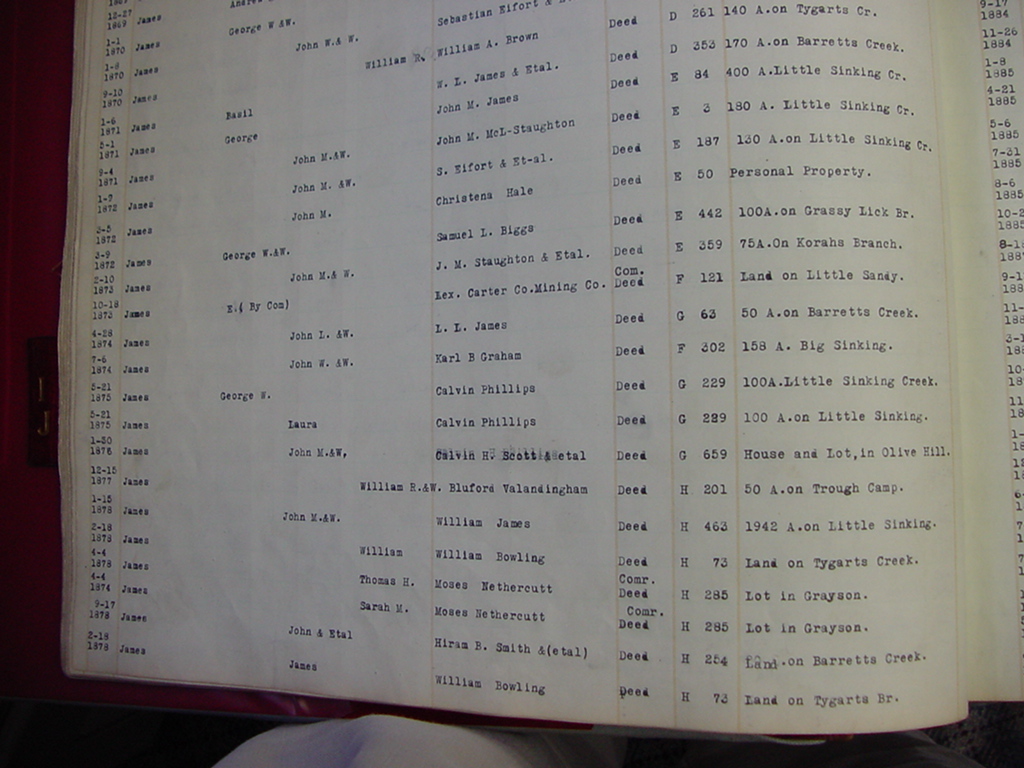 12-27
1869 James Andre
1-1
1870 James George W &W.
1-8
1870 James John W.& W. Sebastian Eifort &
9-10
1870 James William R. William A. Brown Deed D 261 140 A.on Tygarts Cr.
1-6
1871 James Basil W. L. James & Etal. Deed D 353 170 A.on Barretts Creek.
5-1
1871 James George John M. James Deed E 84 400 A.Little Sinking Cr.
9-4
1871 James John M.&W. John M. McL-Staughton Deed E 3 180 A. Little Sinking Cr.
1-7
1872 James John M. &W. S. Eifort & Et-al. Deed E 187 130 A.on Little Sinking Cr.
3-5
1872 James John M. Christena Hale Deed E 50 Personal Property.
3-9
1872 James George W.&W. Samuel L. Biggs Deed E 442 100A.on Grassy Lick Br.
2-10
1873 James John M.& W. J. M. Staughton & Etal. Deed E 359 75A.On Korahs Branch.
10-18
1873 James E.( By Com) Lex. Carter Co.Mining Co. Com. Deed F 121 Land on Little Sandy.
4-28
1874 James John L. &W. L. L. James Deed G 63 50 A.on Barretts Creek.
7-6
1874 James John W. &W. Karl B Graham Deed F 302 158 A. Big Sinking.
5-21
1875 James George W. Calvin Phillips Deed G 229 100A.Little Sinking Creek.
5-21
1875 James Laura Calvin Phillips Deed G 229 100 A.on Little Sinking.
1-30
1876 James John M.&W, Calvin H. Scott & etal Deed G 659 House and Lot,in Olive Hill.
12-15
1877 James William R.&W. Bluford Valandingham Deed H 201 50 A.on Trough Camp.
1-15
1878 James John M.&W. William James Deed H 463 1942 A.on Little Sinking.
2-18
1878 James William William Bowling Deed H 73 Land on Tygarts Creek.
4-4
1878 James Thomas H. Moses Nethercutt Comr. Deed H 285 Lot in Grayson.
4-4
1874 James Sarah M. Moses Nethercutt Comr. Deed H 285 Lot in Grayson.
9-17
1878 James John & Etal Hiram B. Smith &(etal) Deed H 254 Land.on Barretts Creek.
2-18
1878 James James William Bowling Deed H 73 Land on Tygarts Br.
9-17
1884
11-26
1884
1-8
1885
4-21
1885
5-6
1885
7-31
1885
8-6
1885